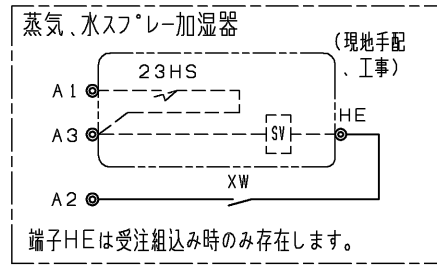 蒸気、水スプレー加湿器
(現地手配
、工事)
23HS
A1
A3
SV
HE
A2
XW
端子HEは受注組込み時のみ存在します。